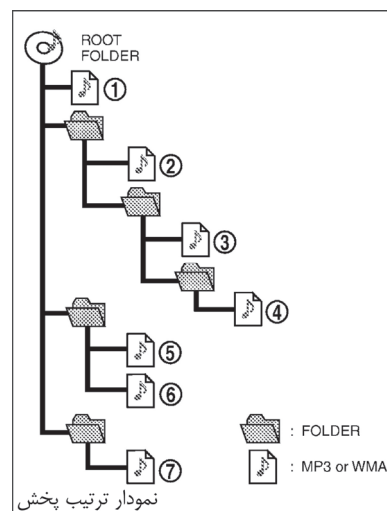 ROOT
FOLDER
①
②
③
④
⑤
⑥
⑦
: FOLDER
: MP3 or WMA
نمودار ترتیب پخش